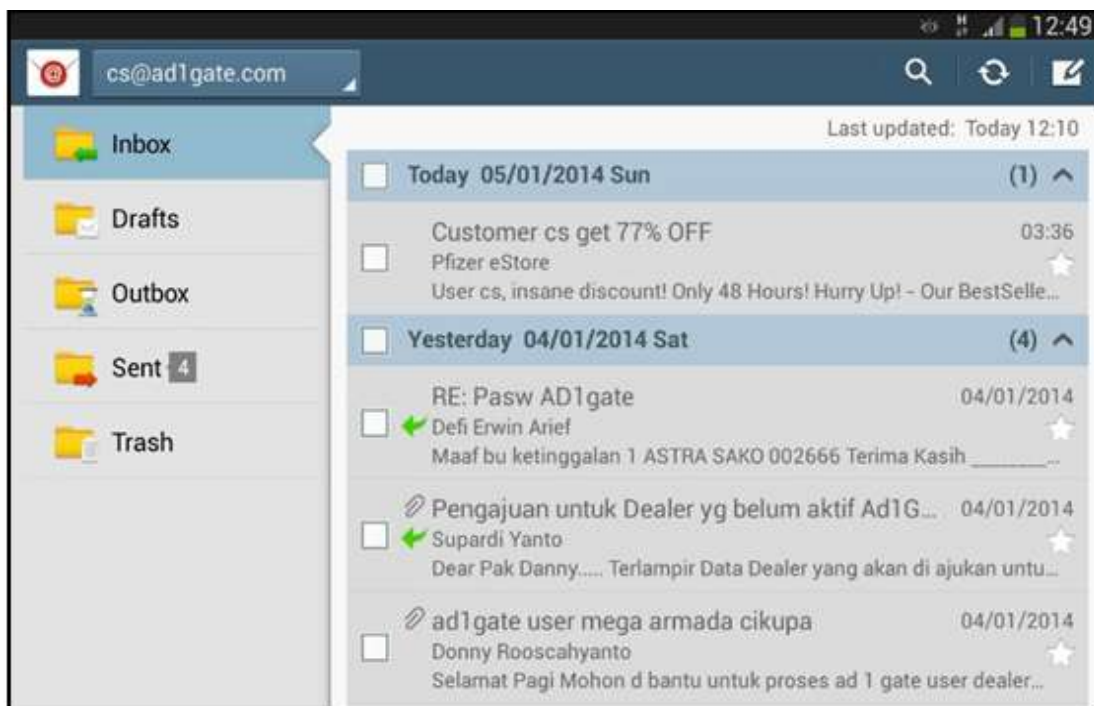 12:49
cs@ad1gate.com
Inbox
Drafts
Outbox
Sent 4
Trash
Last updated: Today 12:10
Today 05/01/2014 Sun (1)
Customer cs get 77% OFF 03:36
Pfizer eStore
User cs, insane discount! Only 48 Hours! Hurry Up! - Our BestSelle...
Yesterday 04/01/2014 Sat (4)
RE: Pasw AD1gate 04/01/2014
Defi Erwin Arief
Maaf bu ketinggalan 1 ASTRA SAKO 002666 Terima Kasih ________...
Pengajuan untuk Dealer yg belum aktif Ad1G... 04/01/2014
Supardi Yanto
Dear Pak Danny..... Terlampir Data Dealer yang akan di ajukan untu...
ad1gate user mega armada cikupa 04/01/2014
Donny Rooscahyanto
Selamat Pagi Mohon d bantu untuk proses ad 1 gate user dealer...